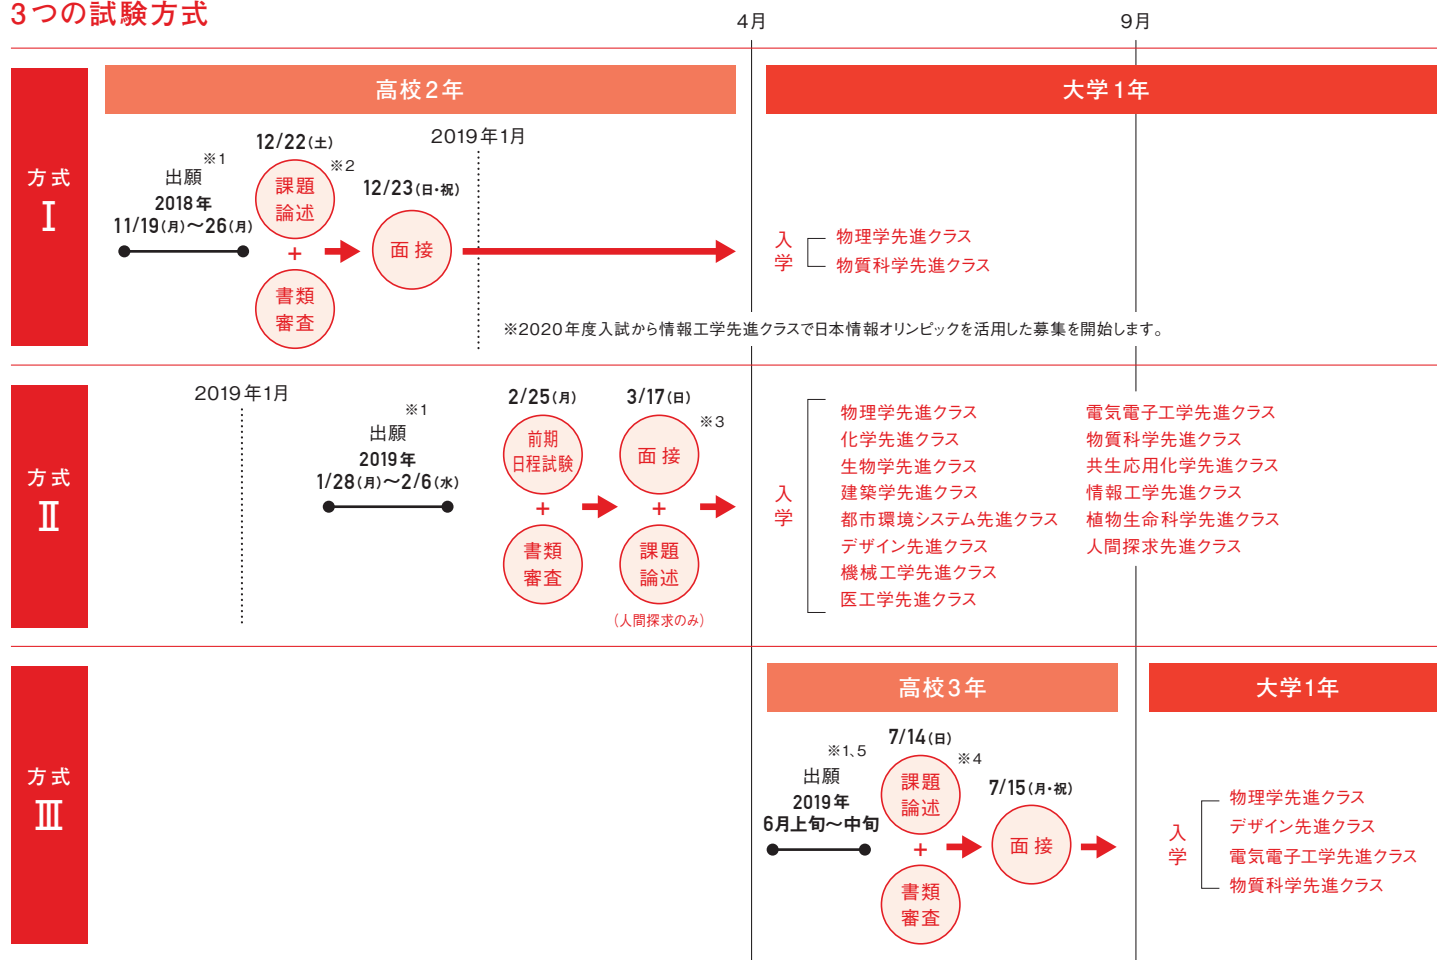 3つの試験方式
4月
9月
高校2年
大学1年
方式
Ⅰ
※1
出願
2018年
11/19(月)〜26(月)
12/22(土)
※2
課題
論述
+
書類
審査
12/23(日・祝)
面接
2019年1月
入学
物理学先進クラス
物質科学先進クラス
※2020年度入試から情報工学先進クラスで日本情報オリンピックを活用した募集を開始します。
方式
Ⅱ
2019年1月
※1
出願
2019年
1/28(月)〜2/6(水)
2/25(月)
前期
日程試験
+
書類
審査
3/17(日)
※3
面接
+
課題
論述
(人間探求のみ)
入学
物理学先進クラス
化学先進クラス
生物学先進クラス
建築学先進クラス
都市環境システム先進クラス
デザイン先進クラス
機械工学先進クラス
医工学先進クラス
電気電子工学先進クラス
物質科学先進クラス
共生応用化学先進クラス
情報工学先進クラス
植物生命科学先進クラス
人間探求先進クラス
方式
Ⅲ
高校3年
大学1年
※1、5
出願
2019年
6月上旬〜中旬
7/14(日)
※4
課題
論述
+
書類
審査
7/15(月・祝)
面接
入学
物理学先進クラス
デザイン先進クラス
電気電子工学先進クラス
物質科学先進クラス